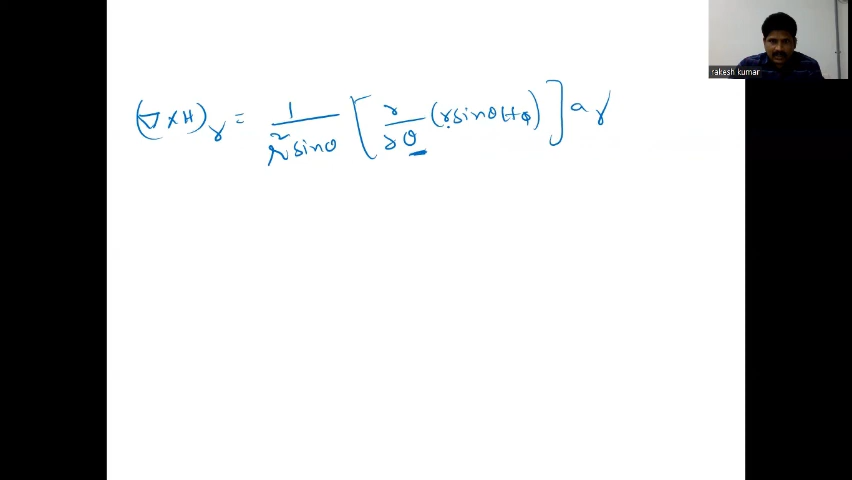 rakesh kumar
(∇×H)r = 1/(r² sinθ) [∂/∂θ (r sinθ Hϕ)] ar